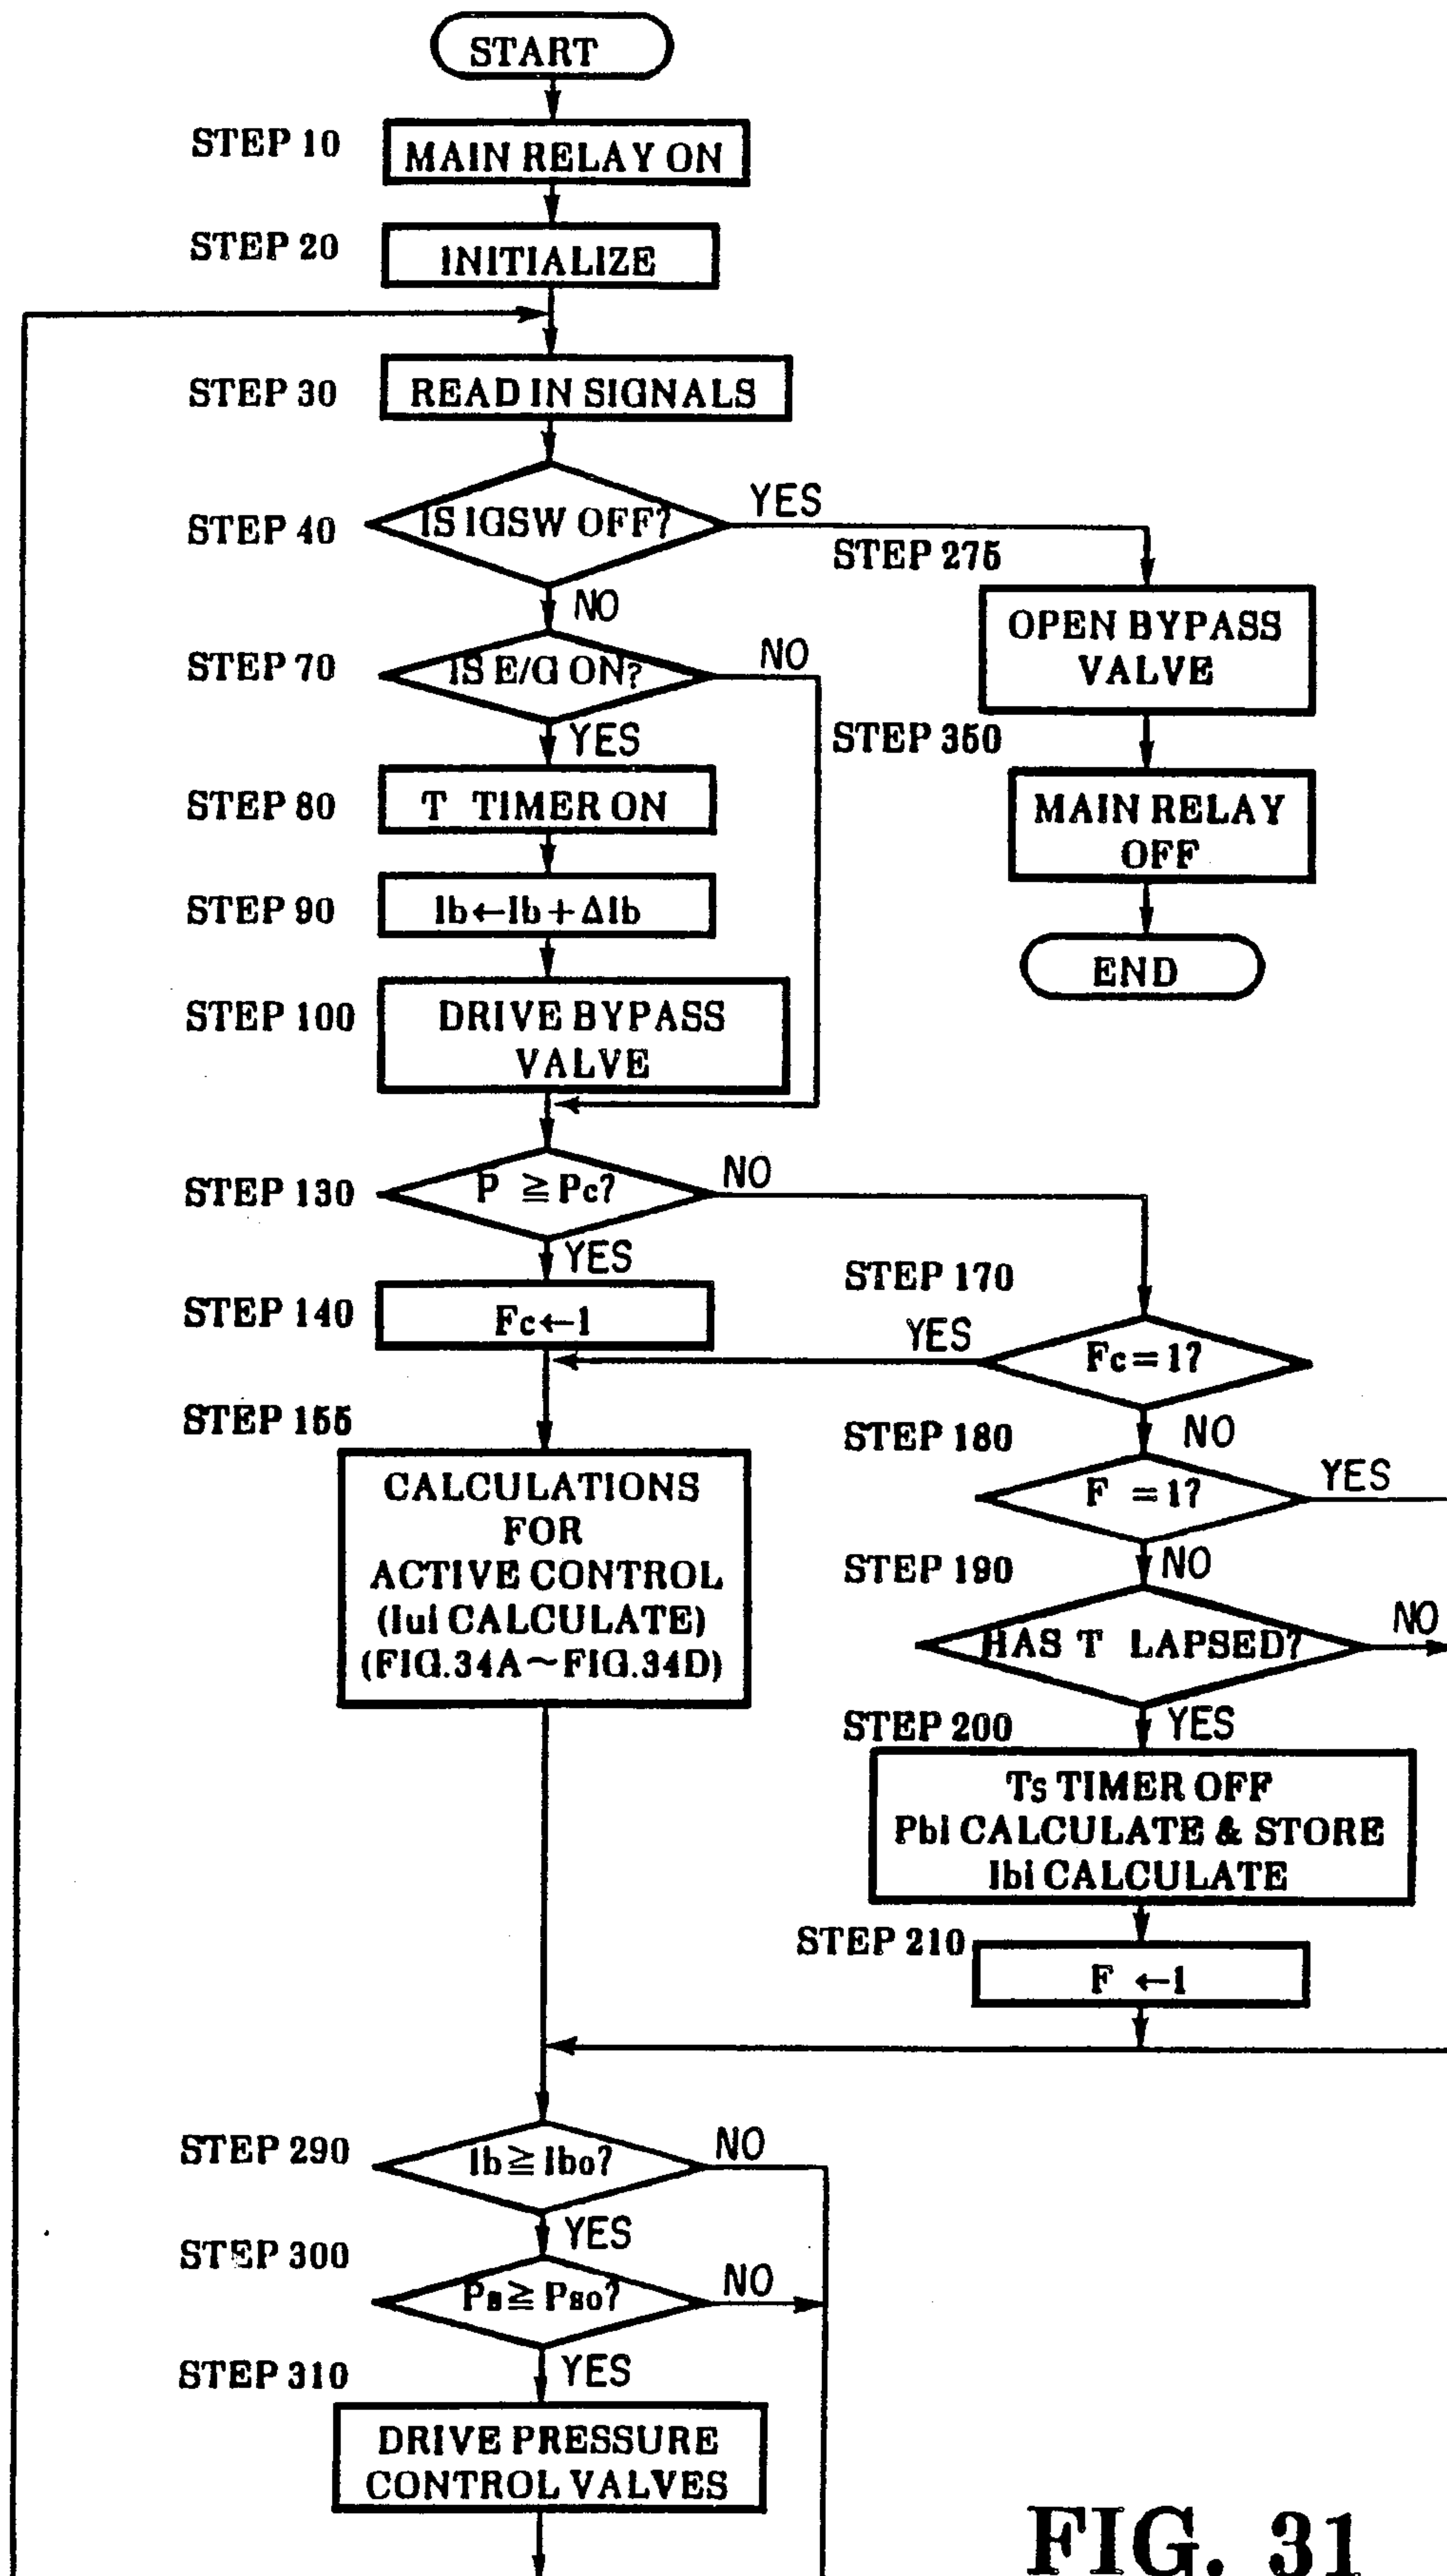 START
STEP 10
MAIN RELAY ON
STEP 20
INITIALIZE
STEP 30
READ IN SIGNALS
STEP 40
IS IGSW OFF?
YES
NO
STEP 275
OPEN BYPASS
VALVE
STEP 70
IS E/G ON?
NO
YES
STEP 350
MAIN RELAY
OFF
END
STEP 80
T TIMER ON
STEP 90
Ib←Ib+ΔIb
STEP 100
DRIVE BYPASS
VALVE
STEP 130
P ≧ Pc?
NO
YES
STEP 140
Fc←1
STEP 170
YES
Fc=1?
NO
STEP 155
CALCULATIONS
FOR
ACTIVE CONTROL
(Iui CALCULATE)
(FIG.34A~FIG.34D)
STEP 180
F =1?
YES
NO
STEP 190
HAS T LAPSED?
NO
YES
STEP 200
Ts TIMER OFF
Pbi CALCULATE & STORE
Ibi CALCULATE
STEP 210
F ←1
STEP 290
Ib≧Ibo?
NO
YES
STEP 300
Ps≧Pso?
NO
YES
STEP 310
DRIVE PRESSURE
CONTROL VALVES
FIG. 31